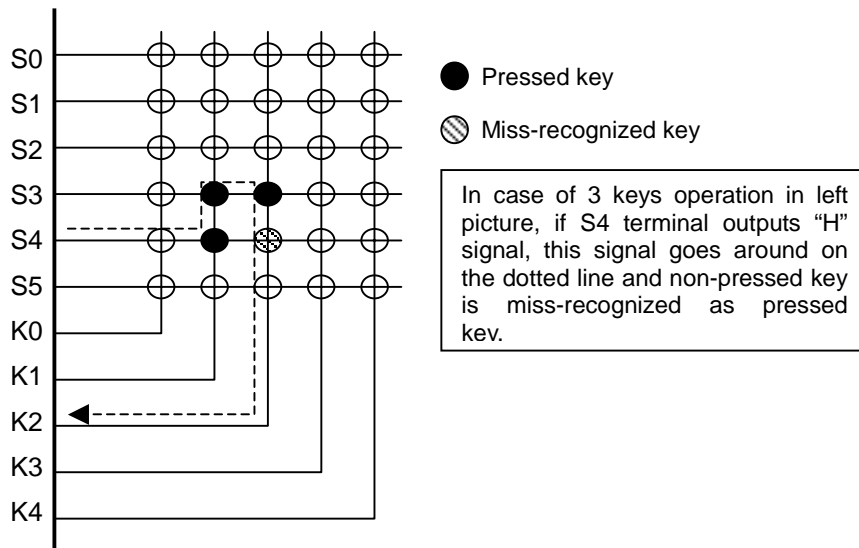 S0
S1
S2
S3
S4
S5
K0
K1
K2
K3
K4
Pressed key
Miss-recognized key
In case of 3 keys operation in left
picture, if S4 terminal outputs “H”
signal, this signal goes around on
the dotted line and non-pressed key
is miss-recognized as pressed
key.